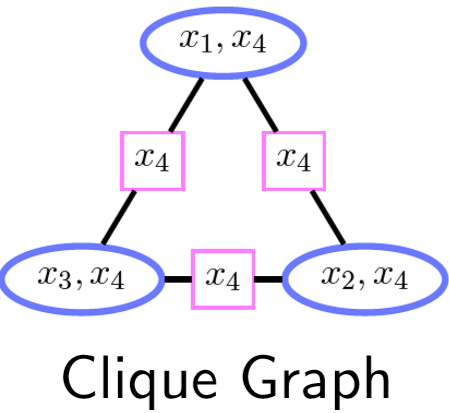 x₁, x₄
x₄ x₄
x₃, x₄ x₄ x₂, x₄
Clique Graph